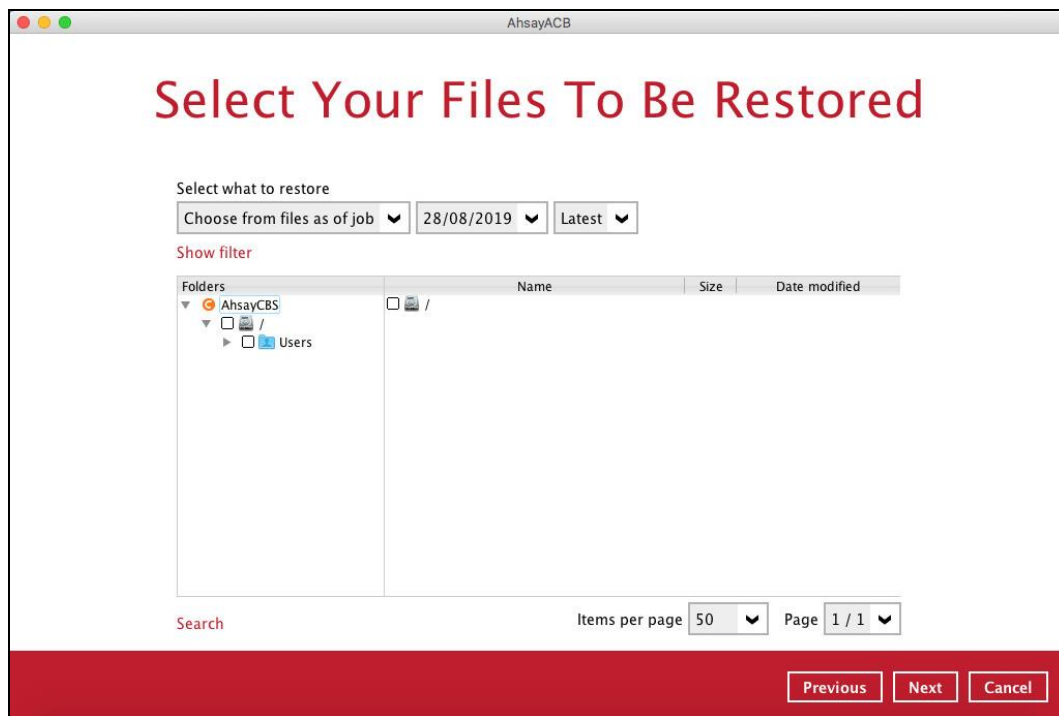 AhsayACB
Select Your Files To Be Restored
Select what to restore
Choose from files as of job 28/08/2019 Latest
Show filter
Folders Name Size Date modified
AhsayCBS /
/
Users
Search Items per page 50 Page 1 / 1
Previous Next Cancel